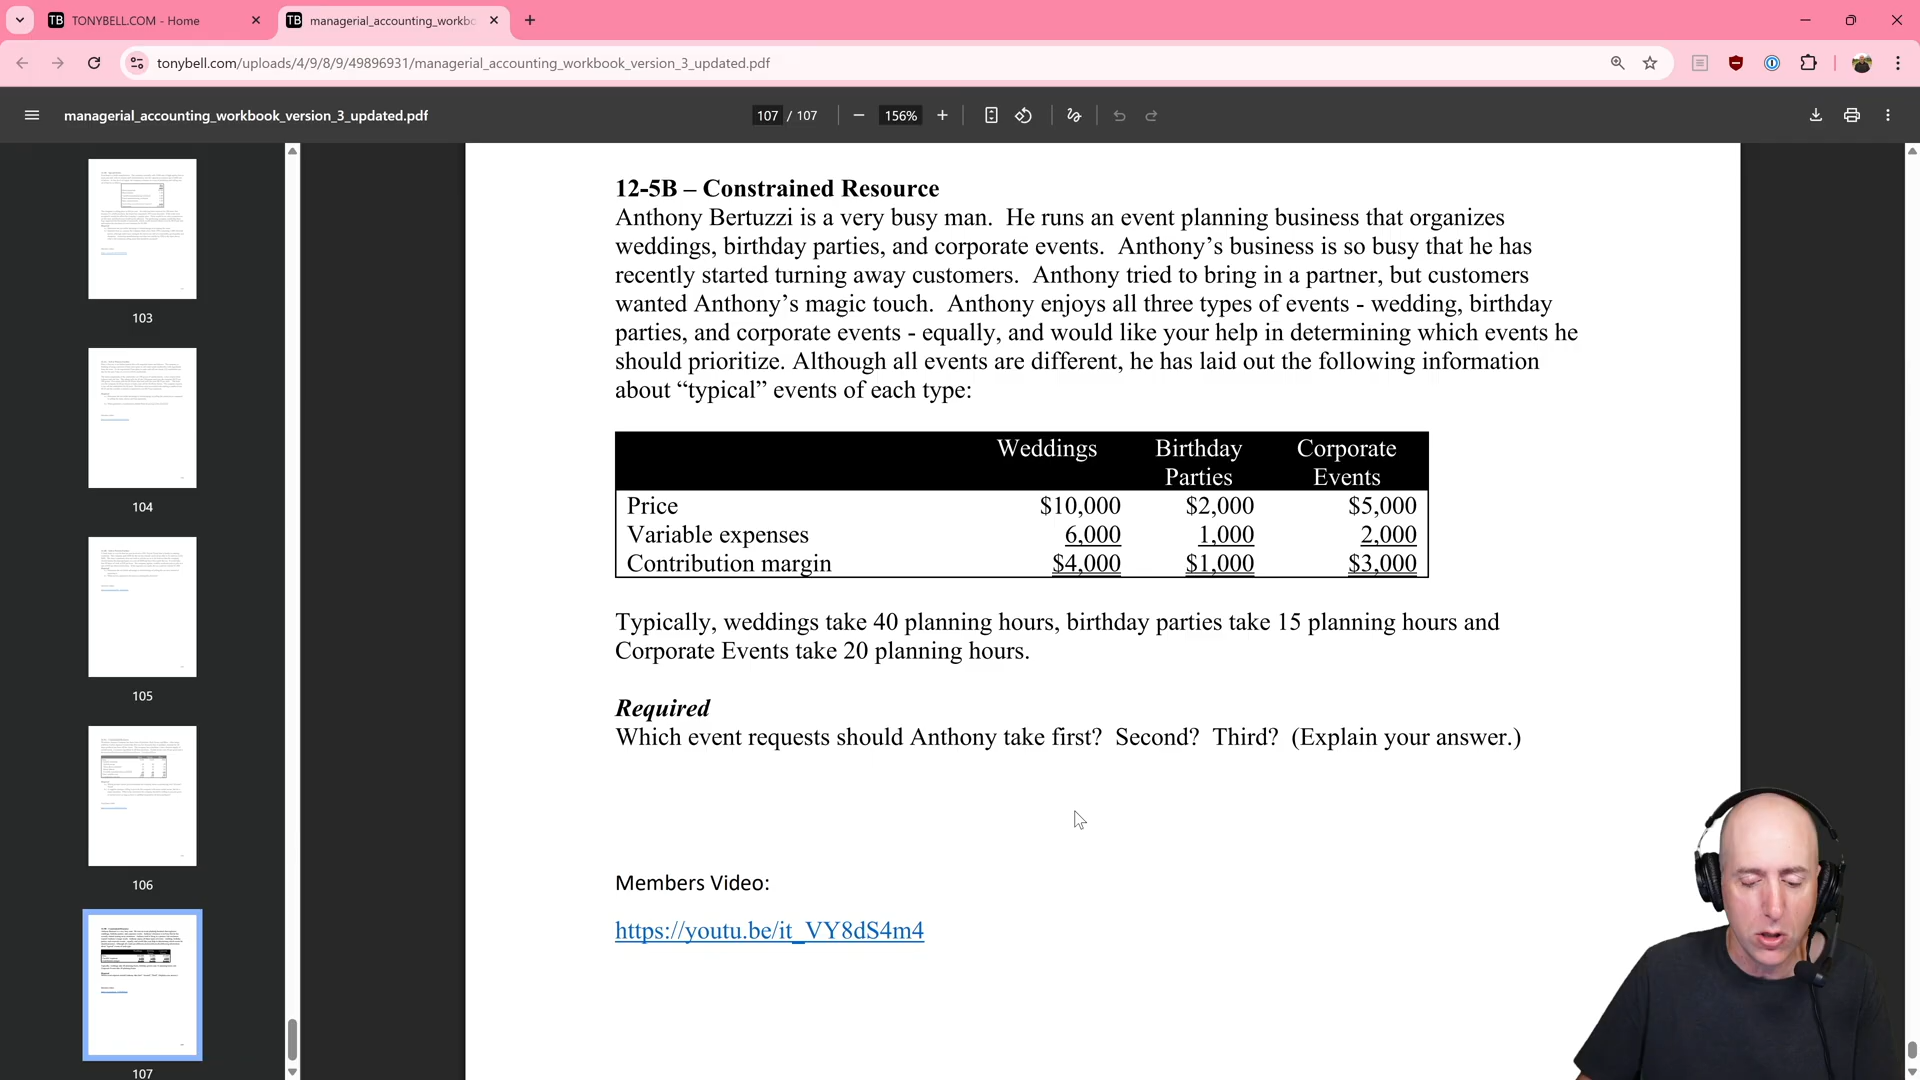 TONYBELL.COM - Home
managerial_accounting_workbo
tonybell.com/uploads/4/9/8/9/49896931/managerial_accounting_workbook_version_3_updated.pdf
managerial_accounting_workbook_version_3_updated.pdf
107 / 107
156%
103
104
105
106
107
12-5B – Constrained Resource
Anthony Bertuzzi is a very busy man.  He runs an event planning business that organizes
weddings, birthday parties, and corporate events.  Anthony’s business is so busy that he has
recently started turning away customers.  Anthony tried to bring in a partner, but customers
wanted Anthony’s magic touch.  Anthony enjoys all three types of events - wedding, birthday
parties, and corporate events - equally, and would like your help in determining which events he
should prioritize. Although all events are different, he has laid out the following information
about “typical” events of each type:
Weddings Birthday Corporate
Parties Events
Price $10,000 $2,000 $5,000
Variable expenses 6,000 1,000 2,000
Contribution margin $4,000 $1,000 $3,000
Typically, weddings take 40 planning hours, birthday parties take 15 planning hours and
Corporate Events take 20 planning hours.
Required
Which event requests should Anthony take first?  Second?  Third?  (Explain your answer.)
Members Video:
https://youtu.be/it_VY8dS4m4